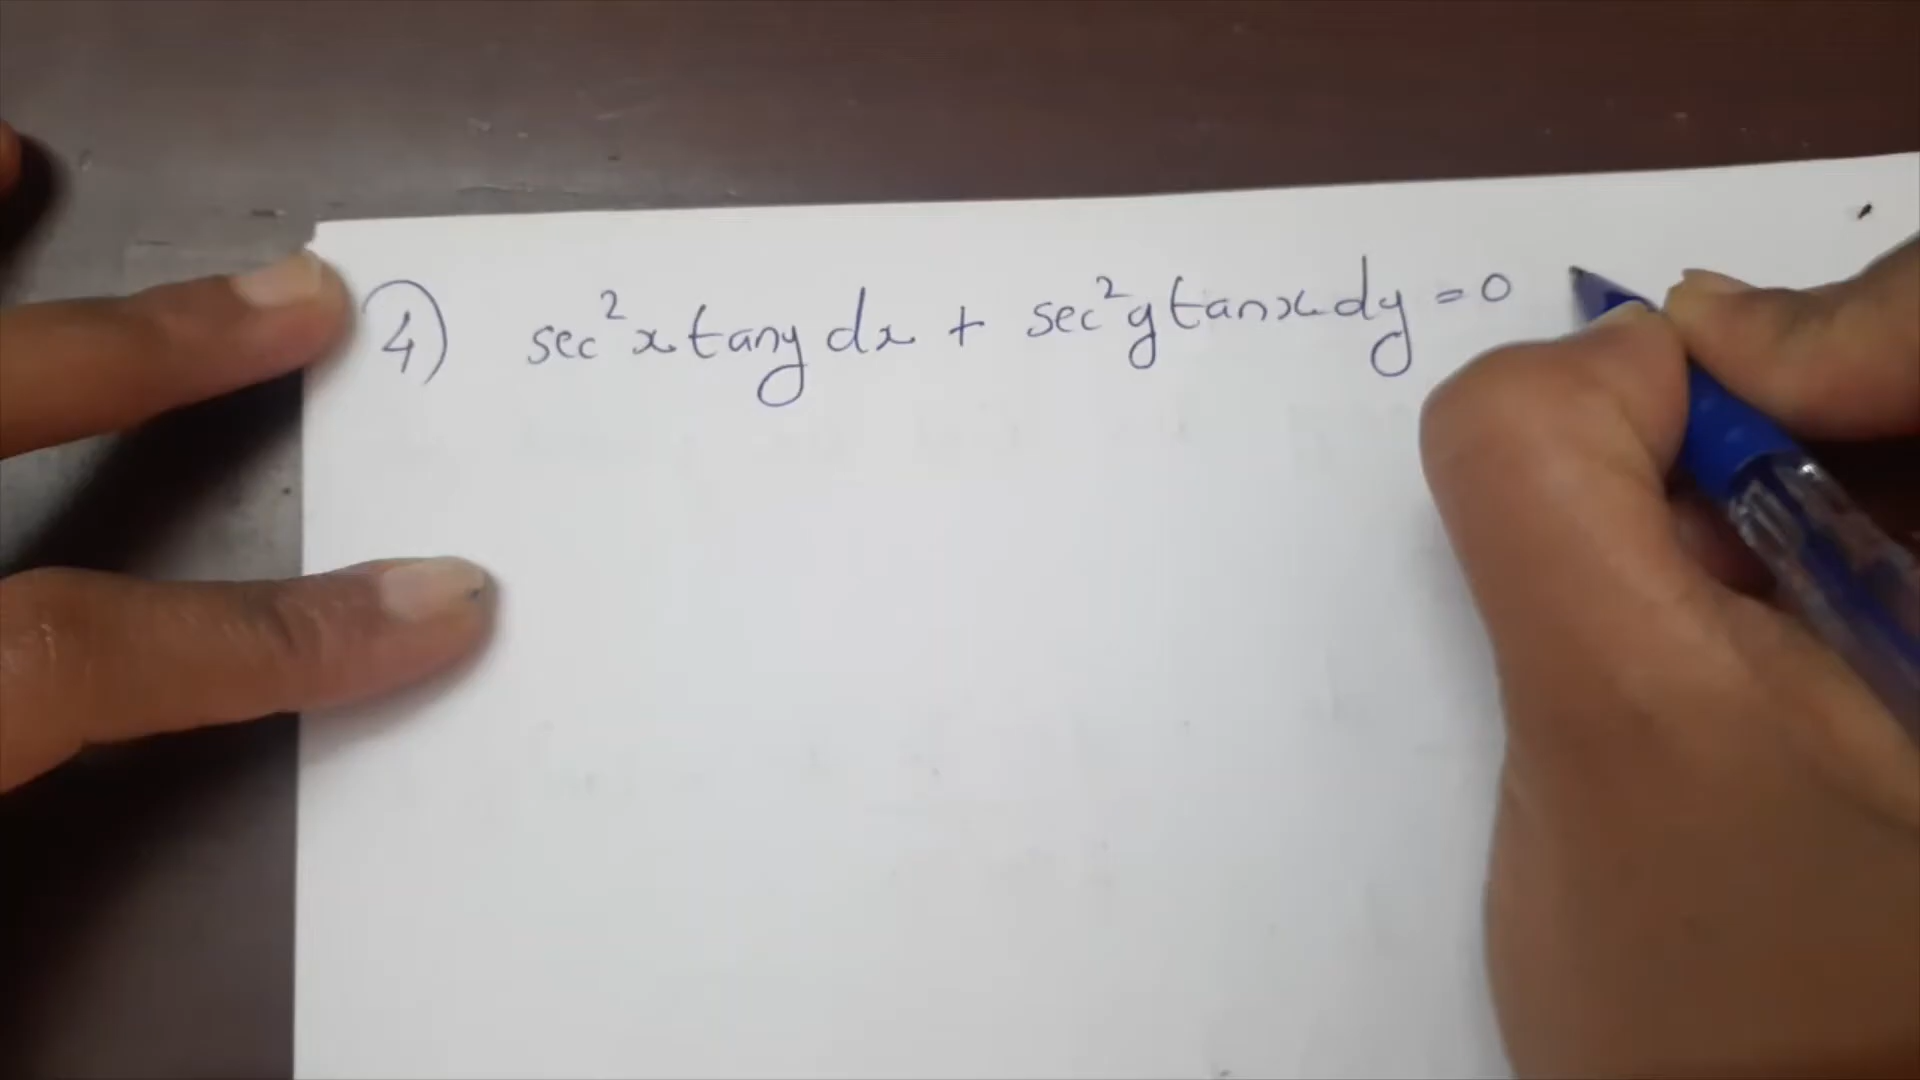 4) sec²x tany dx + sec²y tanx dy = 0